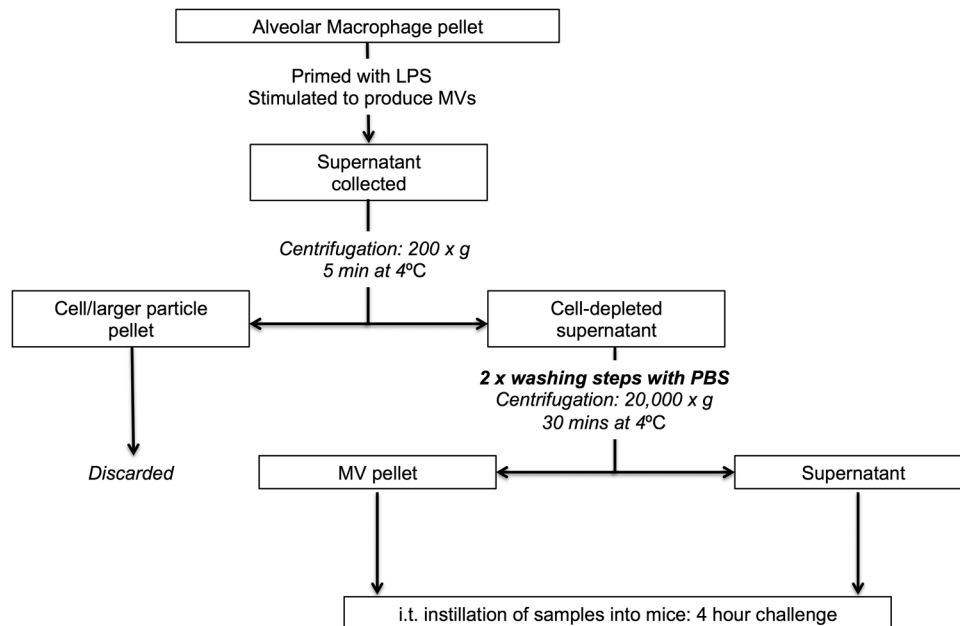 Alveolar Macrophage pellet
Primed with LPS
Stimulated to produce MVs
Supernatant
collected
Centrifugation: 200 x g
5 min at 4ºC
Cell/larger particle
pellet
Cell-depleted
supernatant
2 x washing steps with PBS
Centrifugation: 20,000 x g
30 mins at 4ºC
Discarded
MV pellet
Supernatant
i.t. instillation of samples into mice: 4 hour challenge